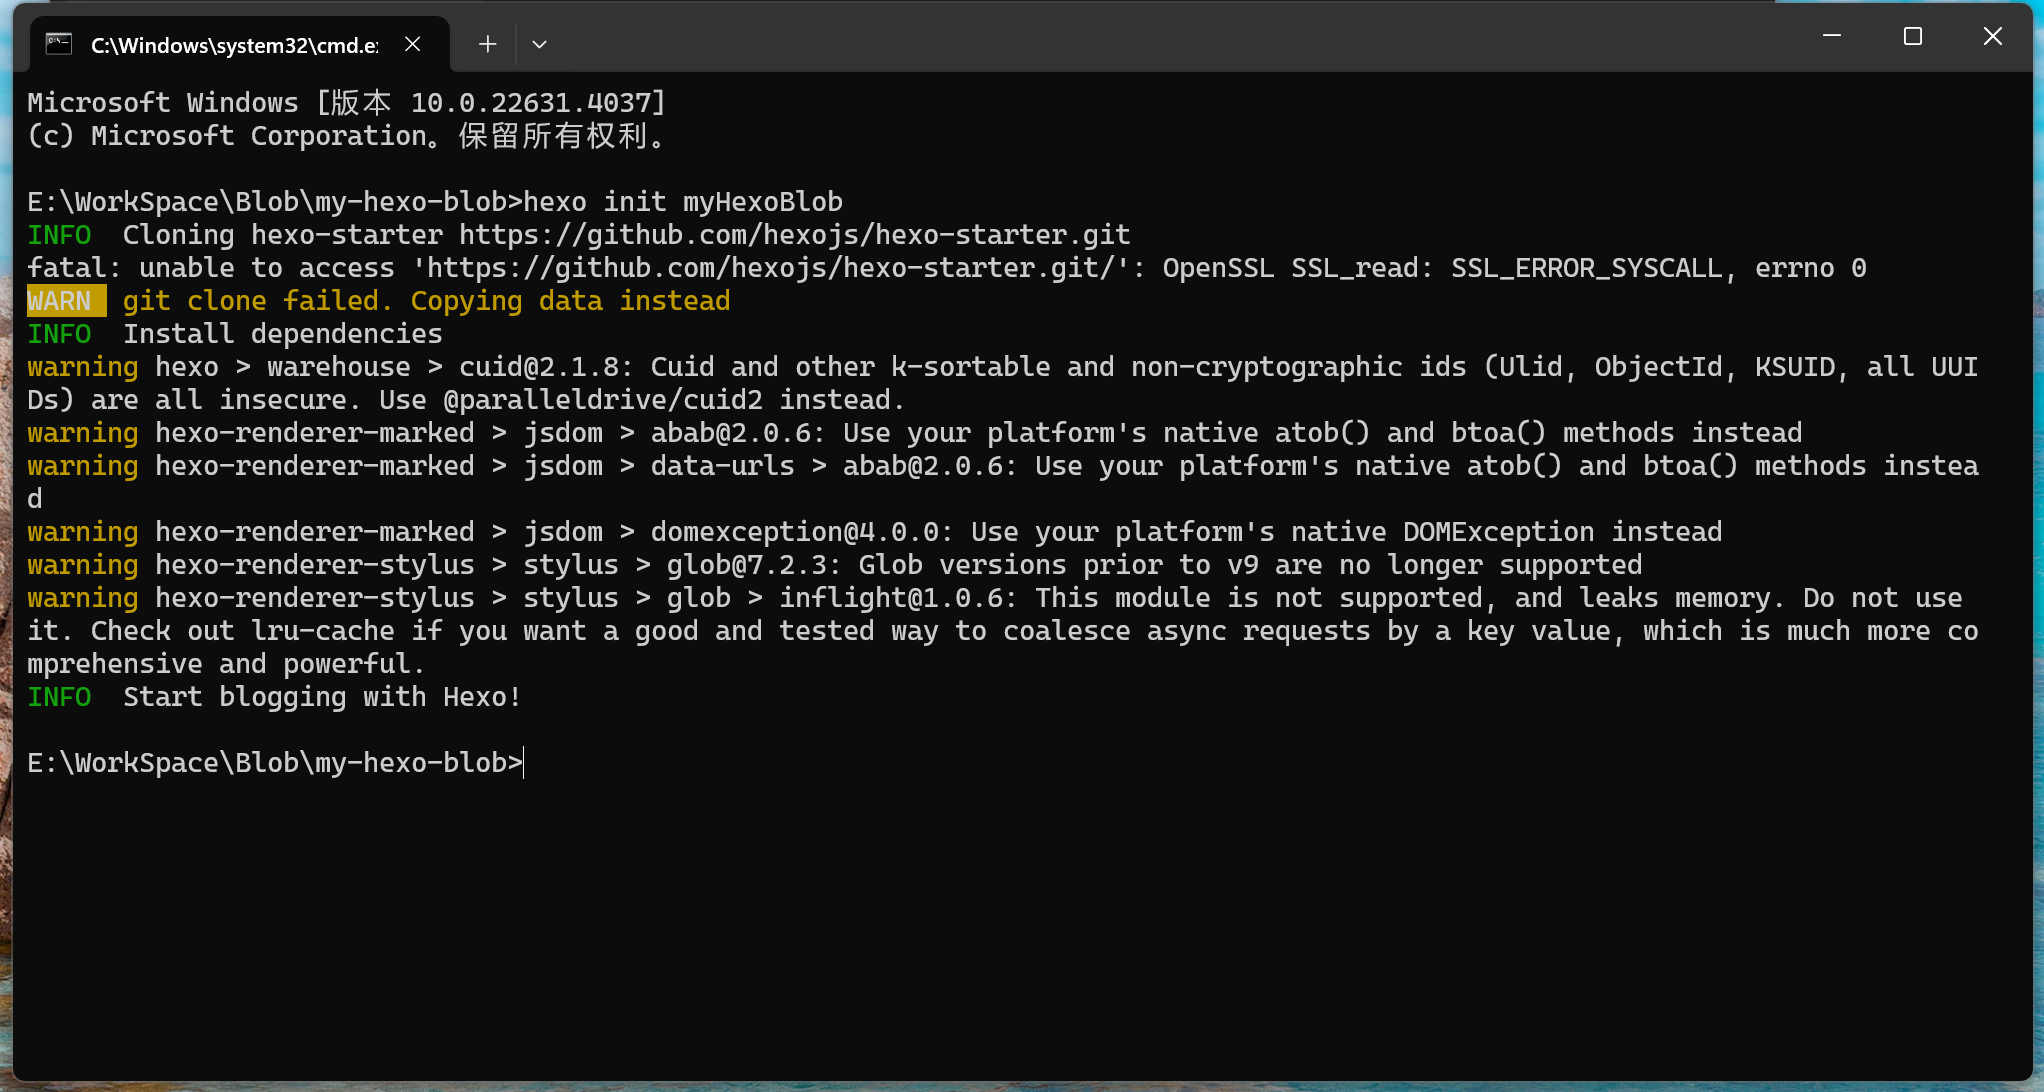 C:\Windows\system32\cmd.e
Microsoft Windows [版本 10.0.22631.4037]
(c) Microsoft Corporation。保留所有权利。
E:\WorkSpace\Blob\my-hexo-blob>hexo init myHexoBlob
INFO  Cloning hexo-starter https://github.com/hexojs/hexo-starter.git
fatal: unable to access 'https://github.com/hexojs/hexo-starter.git/': OpenSSL SSL_read: SSL_ERROR_SYSCALL, errno 0
WARN  git clone failed. Copying data instead
INFO  Install dependencies
warning hexo > warehouse > cuid@2.1.8: Cuid and other k-sortable and non-cryptographic ids (Ulid, ObjectId, KSUID, all UUI
Ds) are all insecure. Use @paralleldrive/cuid2 instead.
warning hexo-renderer-marked > jsdom > abab@2.0.6: Use your platform's native atob() and btoa() methods instead
warning hexo-renderer-marked > jsdom > data-urls > abab@2.0.6: Use your platform's native atob() and btoa() methods instea
d
warning hexo-renderer-marked > jsdom > domexception@4.0.0: Use your platform's native DOMException instead
warning hexo-renderer-stylus > stylus > glob@7.2.3: Glob versions prior to v9 are no longer supported
warning hexo-renderer-stylus > stylus > glob > inflight@1.0.6: This module is not supported, and leaks memory. Do not use
it. Check out lru-cache if you want a good and tested way to coalesce async requests by a key value, which is much more co
mprehensive and powerful.
INFO  Start blogging with Hexo!
E:\WorkSpace\Blob\my-hexo-blob>